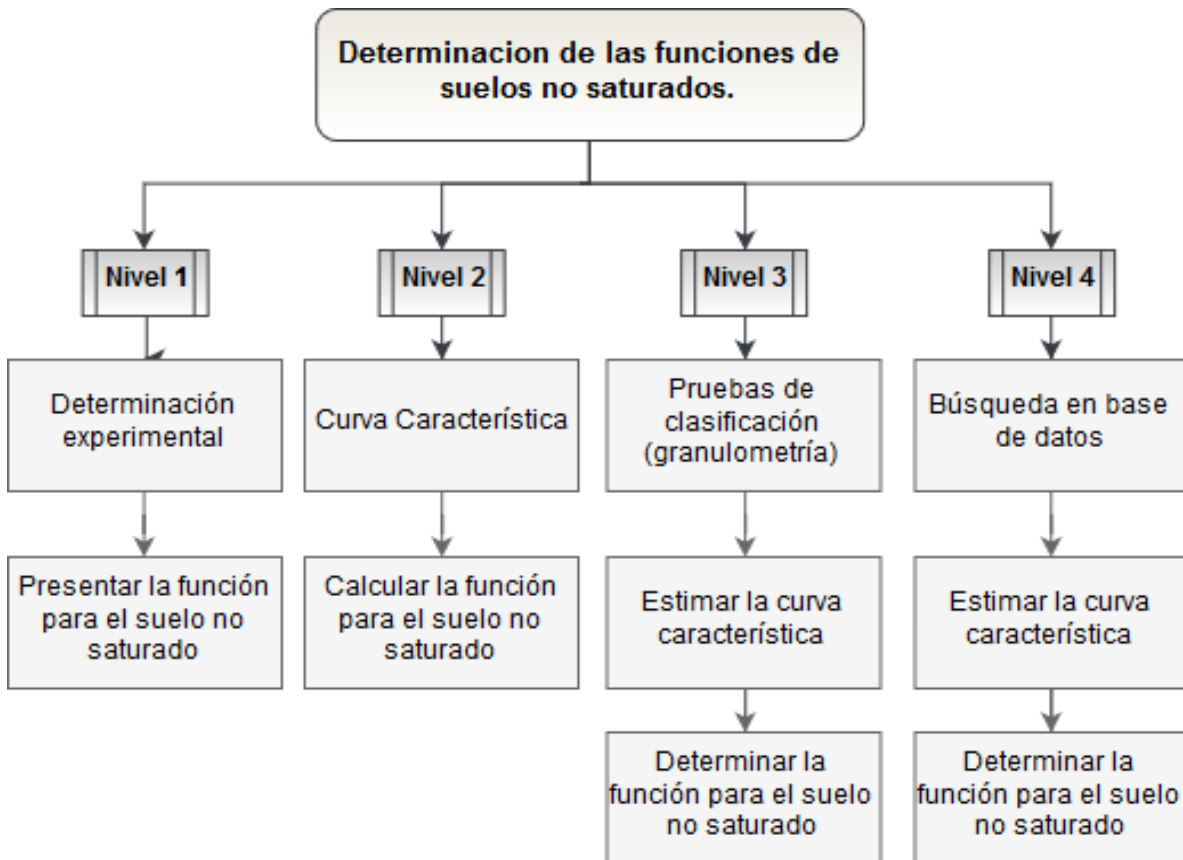 Determinacion de las funciones de
suelos no saturados.
Nivel 1
Nivel 2
Nivel 3
Nivel 4
Determinación
experimental
Curva Característica
Pruebas de
clasificación
(granulometría)
Búsqueda en base
de datos
Presentar la función
para el suelo no
saturado
Calcular la función
para el suelo no
saturado
Estimar la curva
característica
Estimar la curva
característica
Determinar la
función para el suelo
no saturado
Determinar la
función para el suelo
no saturado